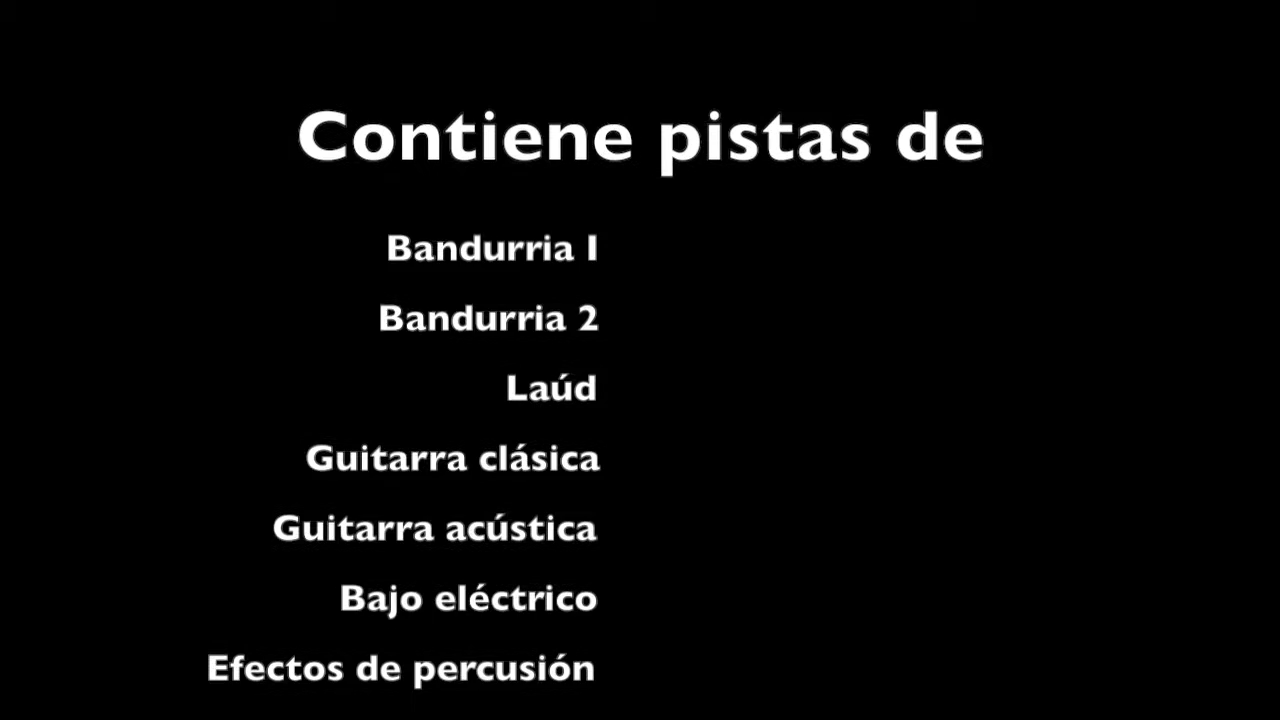 Contiene pistas de
Bandurria 1
Bandurria 2
Laúd
Guitarra clásica
Guitarra acústica
Bajo eléctrico
Efectos de percusión